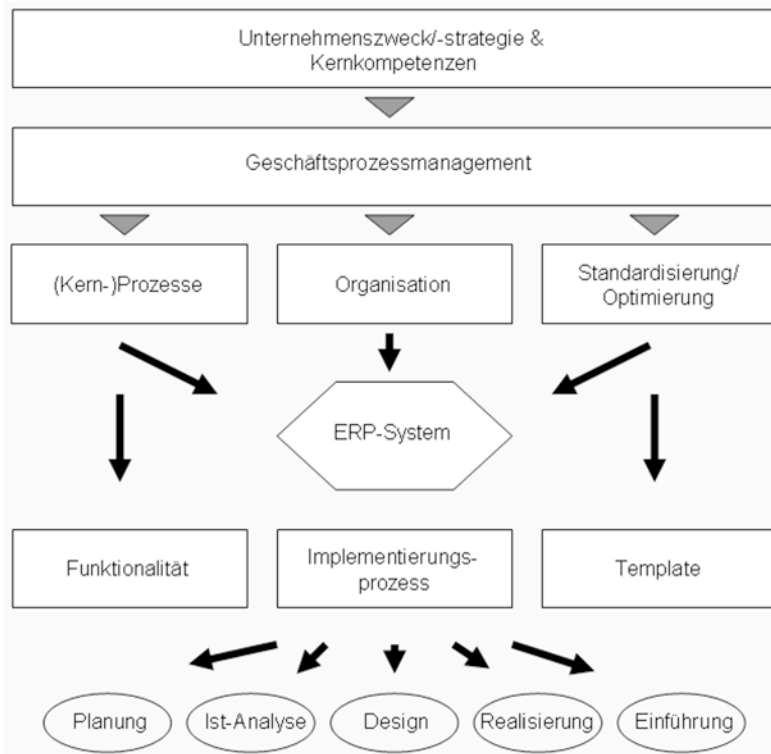 Unternehmenszweck/-strategie &
Kernkompetenzen
Geschäftsprozessmanagement
(Kern-)Prozesse
Organisation
Standardisierung/
Optimierung
ERP-System
Funktionalität
Implementierungs-
prozess
Template
Planung
Ist-Analyse
Design
Realisierung
Einführung